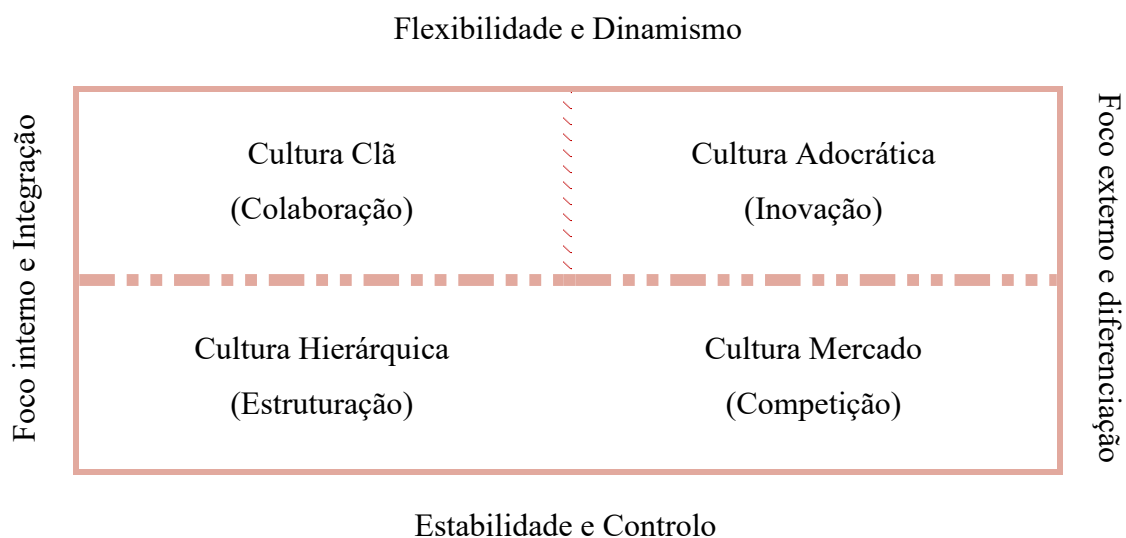 Flexibilidade e Dinamismo
Foco interno e Integração
Cultura Clã
(Colaboração)
Cultura Adocrática
(Inovação)
Foco externo e diferenciação
Cultura Hierárquica
(Estruturação)
Cultura Mercado
(Competição)
Estabilidade e Controlo